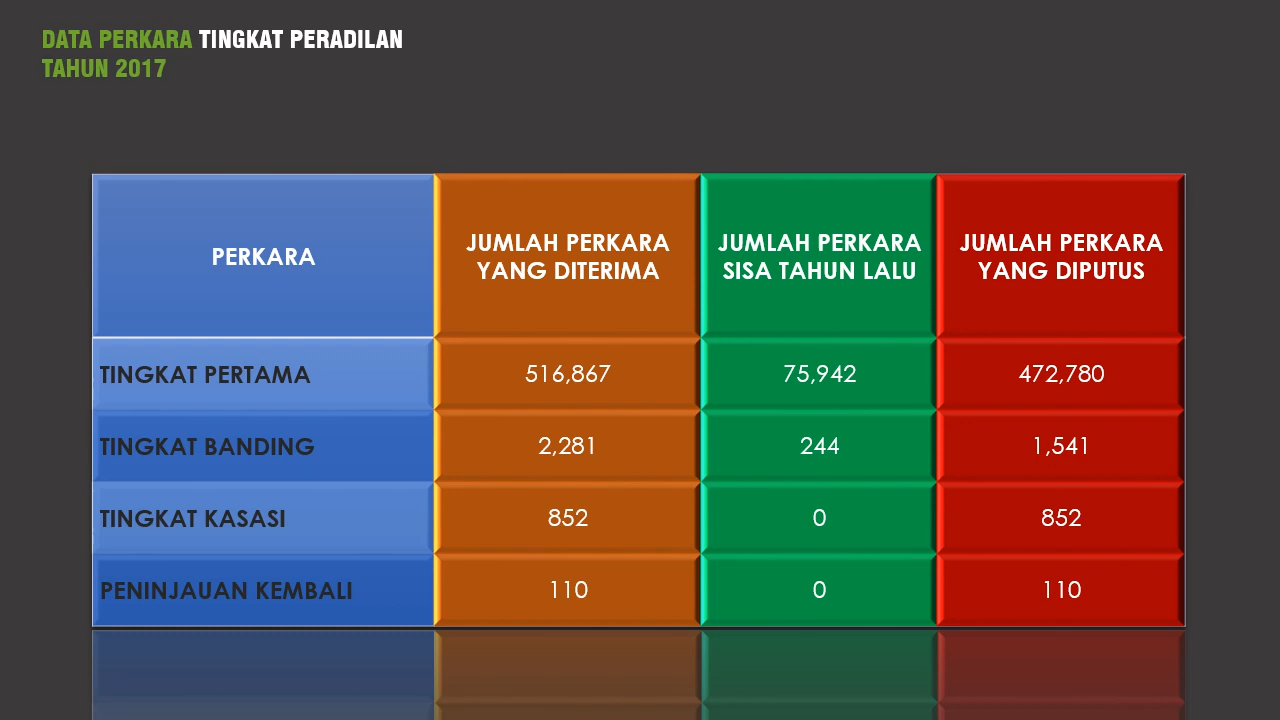 DATA PERKARA TINGKAT PERADILAN
TAHUN 2017
PERKARA
JUMLAH PERKARA
YANG DITERIMA
JUMLAH PERKARA
SISA TAHUN LALU
JUMLAH PERKARA
YANG DIPUTUS
TINGKAT PERTAMA 516,867 75,942 472,780
TINGKAT BANDING 2,281 244 1,541
TINGKAT KASASI 852 0 852
PENINJAUAN KEMBALI 110 0 110